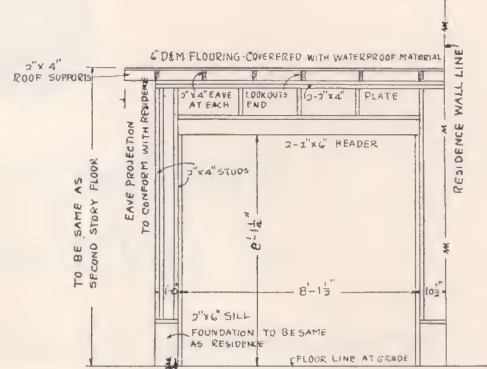 6" D&M FLOORING-COVERERED WITH WATERPROOF MATERIAL
2"X 4"
ROOF SUPPORTS
2"X4" EAVE
AT EACH
LOOKOUTS
END
2-2"X4"
PLATE
2-2"X6" HEADER
EAVE PROJECTION
TO CONFORM WITH RESIDENCE
2"X4" STUDS
TO BE SAME AS
SECOND STORY FLOOR
RESIDENCE WALL LINE
8'-1¼"
8'-1½"
10½"
2"X6" SILL
FOUNDATION TO BE SAME
AS RESIDENCE
FLOOR LINE AT GRADE